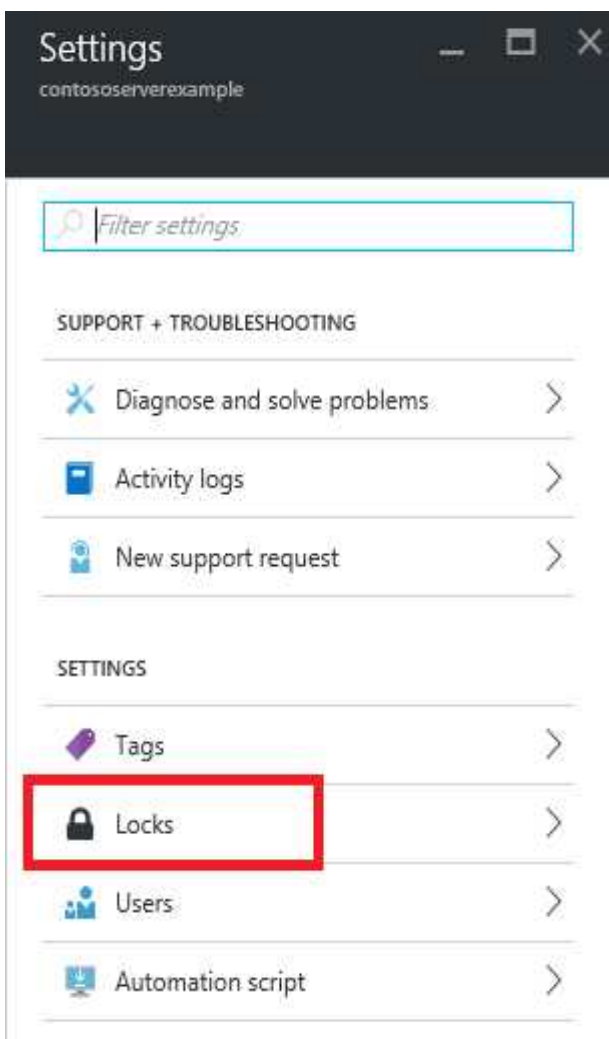 Settings
contososerverexample
Filter settings
SUPPORT + TROUBLESHOOTING
Diagnose and solve problems
Activity logs
New support request
SETTINGS
Tags
Locks
Users
Automation script